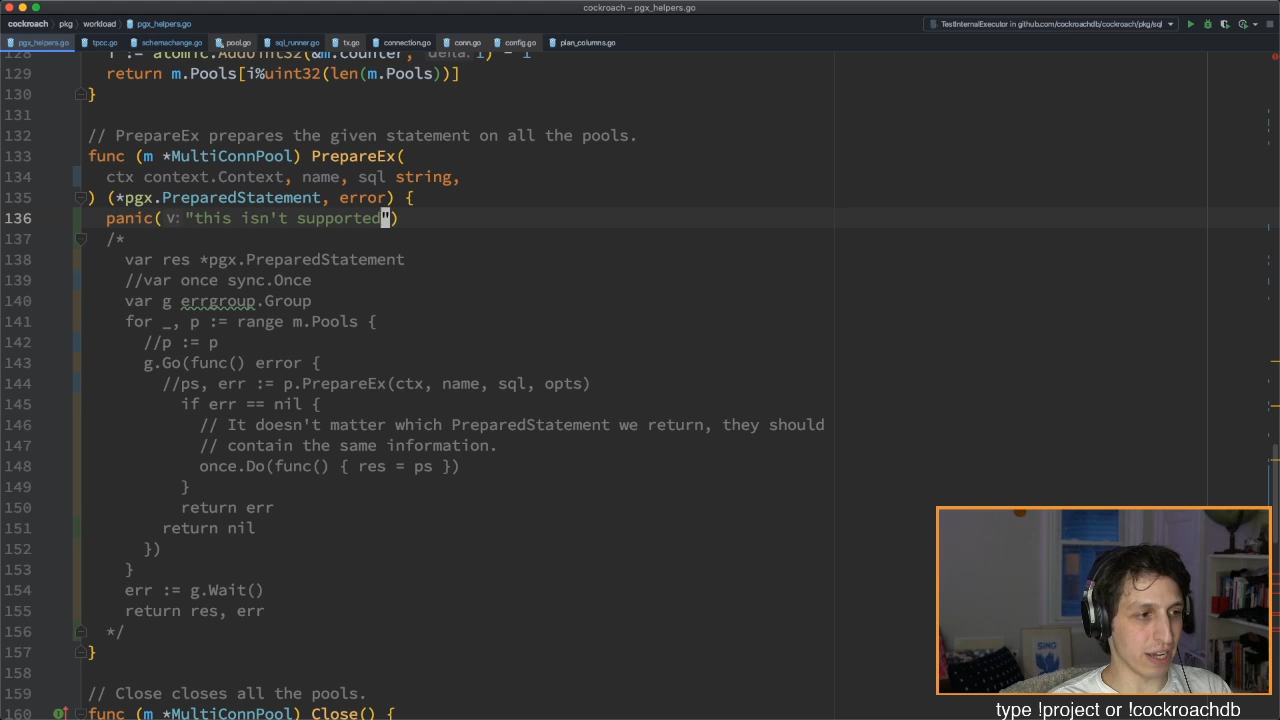 cockroach – pgx_helpers.go
cockroach › pkg › workload › pgx_helpers.go
TestInternalExecutor in github.com/cockroachdb/cockroach/pkg/sql
pgx_helpers.go tpcc.go schemachange.go pool.go sql_runner.go tx.go connection.go conn.go config.go plan_columns.go
128 i := atomic.AddUint32(&m.counter, delta: 1) - 1
129 return m.Pools[i%uint32(len(m.Pools))]
130 }
131
132 // PrepareEx prepares the given statement on all the pools.
133 func (m *MultiConnPool) PrepareEx(
134 ctx context.Context, name, sql string,
135 ) (*pgx.PreparedStatement, error) {
136 panic( v: "this isn't supported")
137 /*
138 var res *pgx.PreparedStatement
139 //var once sync.Once
140 var g errgroup.Group
141 for _, p := range m.Pools {
142 //p := p
143 g.Go(func() error {
144 //ps, err := p.PrepareEx(ctx, name, sql, opts)
145 if err == nil {
146 // It doesn't matter which PreparedStatement we return, they should
147 // contain the same information.
148 once.Do(func() { res = ps })
149 }
150 return err
151 return nil
152 })
153 }
154 err := g.Wait()
155 return res, err
156 */
157 }
158
159 // Close closes all the pools.
160 func (m *MultiConnPool) Close() {
type !project or !cockroachdb